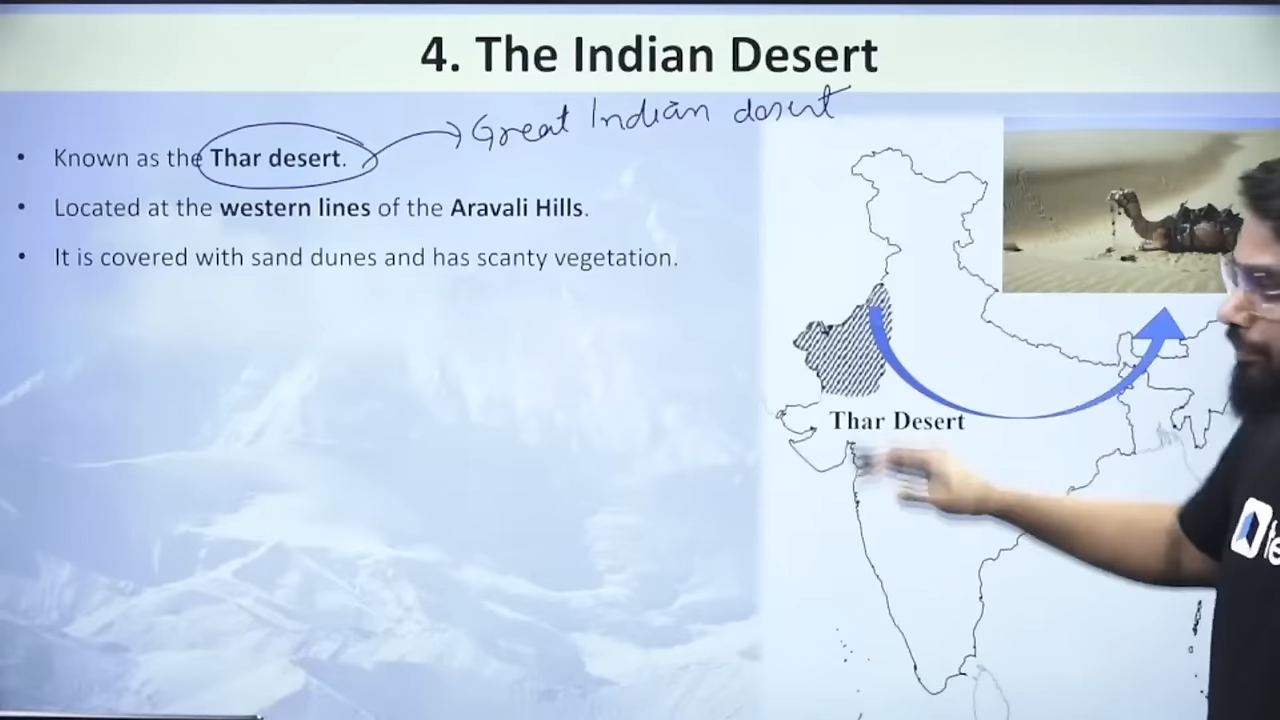 4. The Indian Desert
Great Indian desert
• Known as the Thar desert.
• Located at the western lines of the Aravali Hills.
• It is covered with sand dunes and has scanty vegetation.
Thar Desert